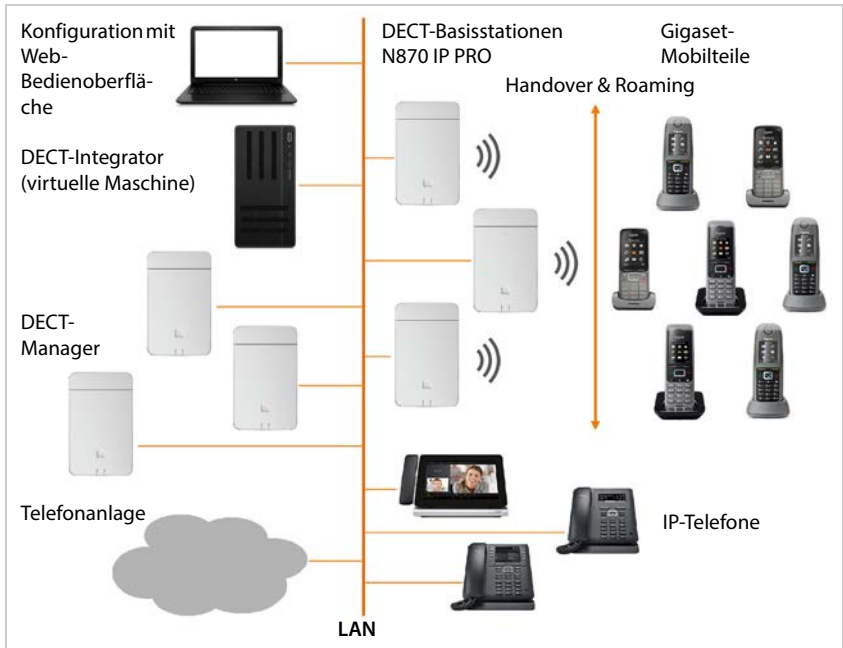 Konfiguration mit
Web-
Bedienoberflä-
che
DECT-Basisstationen
N870 IP PRO
Gigaset-
Mobilteile
Handover & Roaming
DECT-Integrator
(virtuelle Maschine)
DECT-
Manager
Telefonanlage
IP-Telefone
LAN